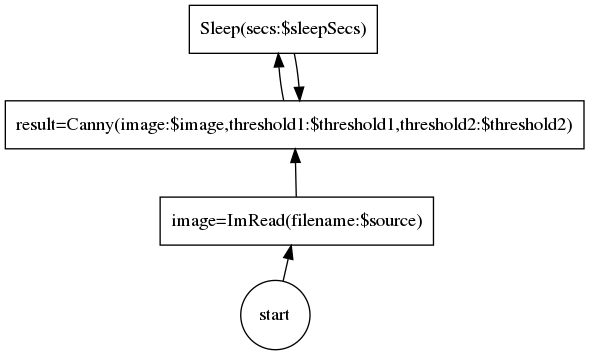 Sleep(secs:$sleepSecs)
result=Canny(image:$image,threshold1:$threshold1,threshold2:$threshold2)
image=ImRead(filename:$source)
start